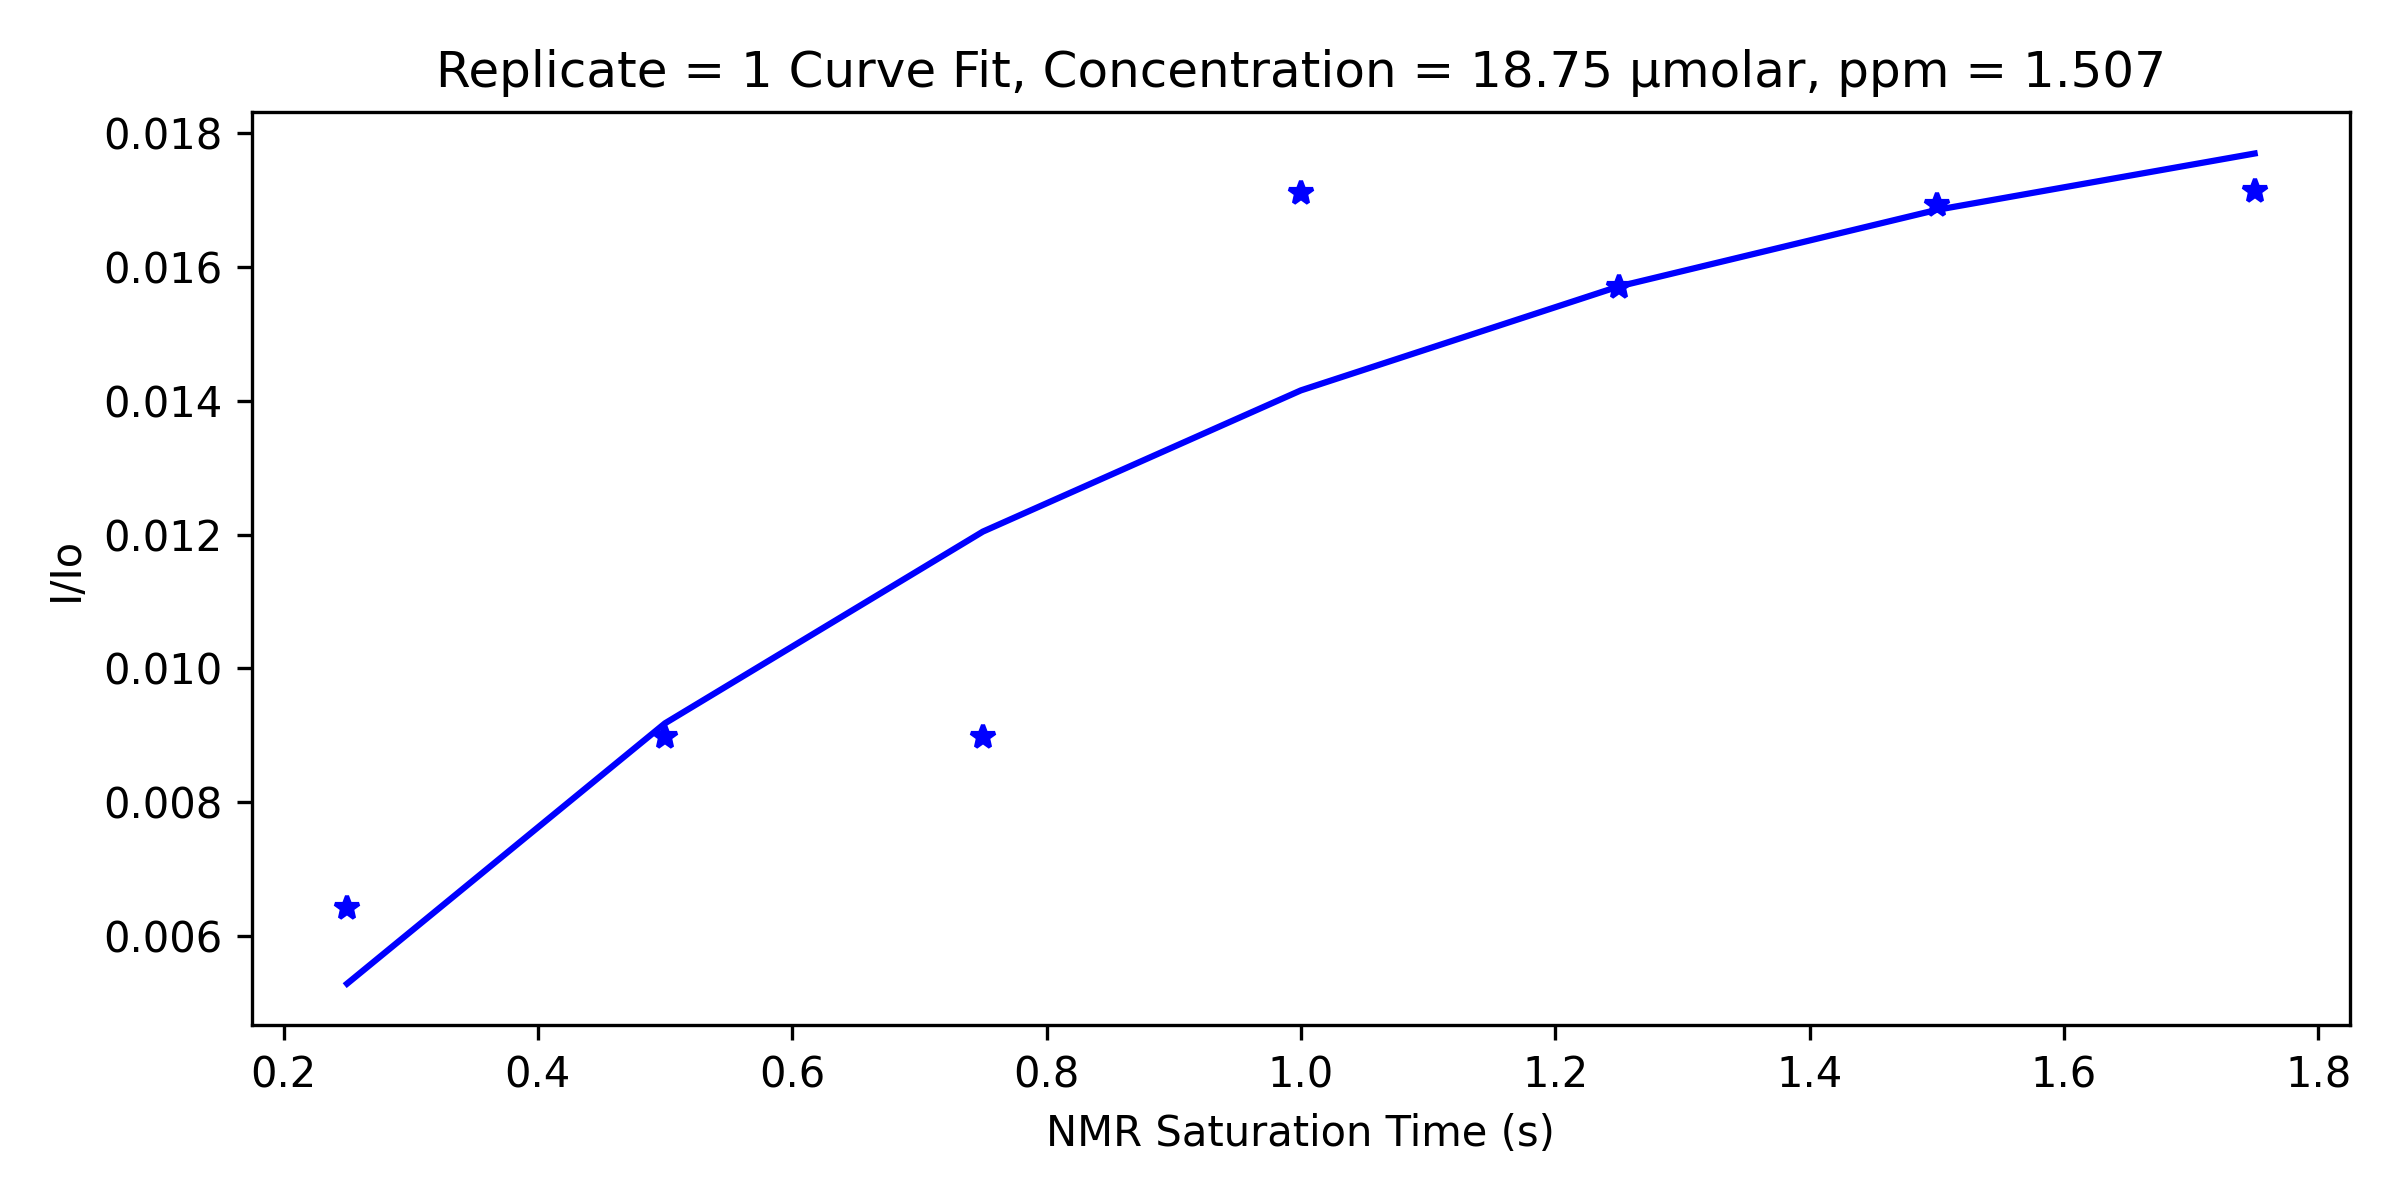 Replicate = 1 Curve Fit, Concentration = 18.75 µmolar, ppm = 1.507
0.018
0.016
0.014
0.012
0.010
0.008
0.006
I/Io
0.2 0.4 0.6 0.8 1.0 1.2 1.4 1.6 1.8
NMR Saturation Time (s)